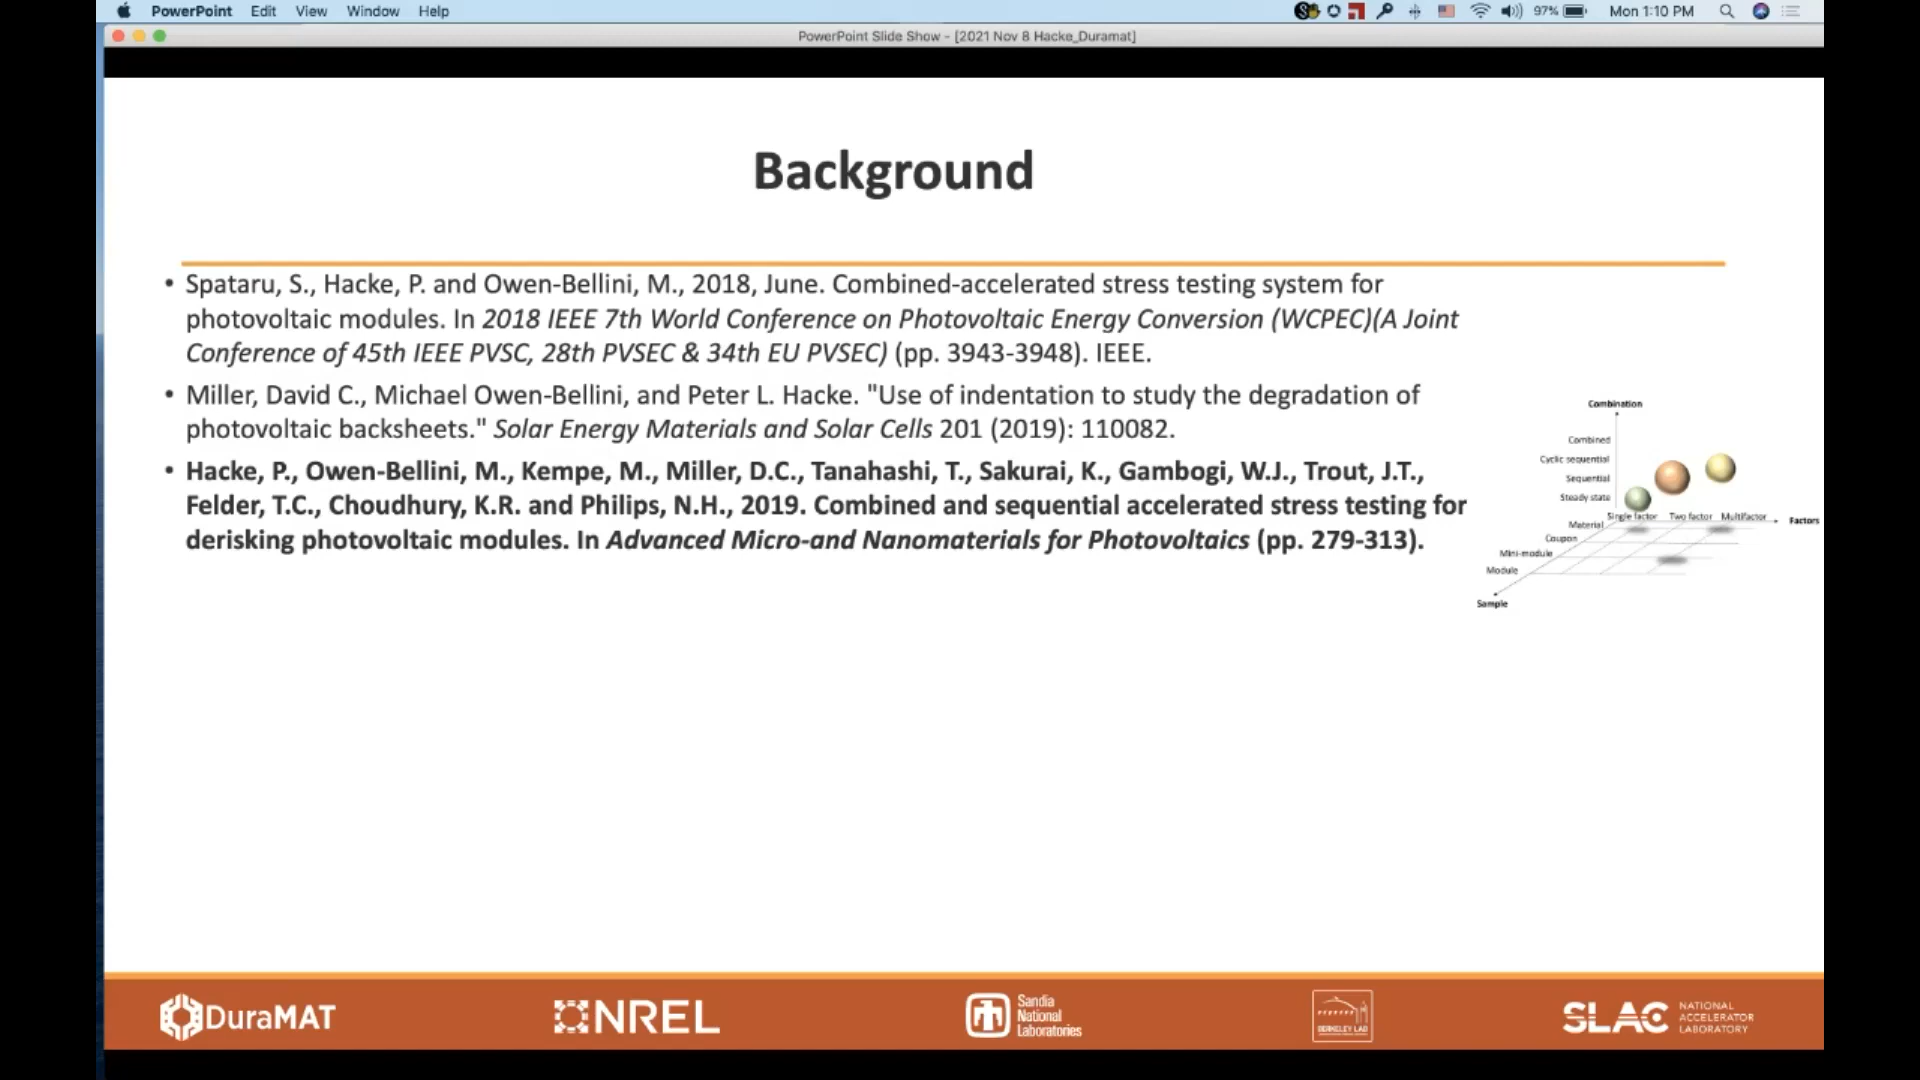 PowerPoint Edit View Window Help 97% Mon 1:10 PM
PowerPoint Slide Show - [2021 Nov 8 Hacke_Duramat]
Background
• Spataru, S., Hacke, P. and Owen-Bellini, M., 2018, June. Combined-accelerated stress testing system for
photovoltaic modules. In 2018 IEEE 7th World Conference on Photovoltaic Energy Conversion (WCPEC)(A Joint
Conference of 45th IEEE PVSC, 28th PVSEC & 34th EU PVSEC) (pp. 3943-3948). IEEE.
• Miller, David C., Michael Owen-Bellini, and Peter L. Hacke. "Use of indentation to study the degradation of
photovoltaic backsheets." Solar Energy Materials and Solar Cells 201 (2019): 110082.
• Hacke, P., Owen-Bellini, M., Kempe, M., Miller, D.C., Tanahashi, T., Sakurai, K., Gambogi, W.J., Trout, J.T.,
Felder, T.C., Choudhury, K.R. and Philips, N.H., 2019. Combined and sequential accelerated stress testing for
derisking photovoltaic modules. In Advanced Micro-and Nanomaterials for Photovoltaics (pp. 279-313).
Combination
Combined
Cyclic sequential
Sequential
Steady state
Single factor Two factor Multifactor Factors
Material
Coupon
Mini-module
Module
Sample
DuraMAT
NREL
Sandia
National
Laboratories
BERKELEY LAB
SLAC
NATIONAL
ACCELERATOR
LABORATORY